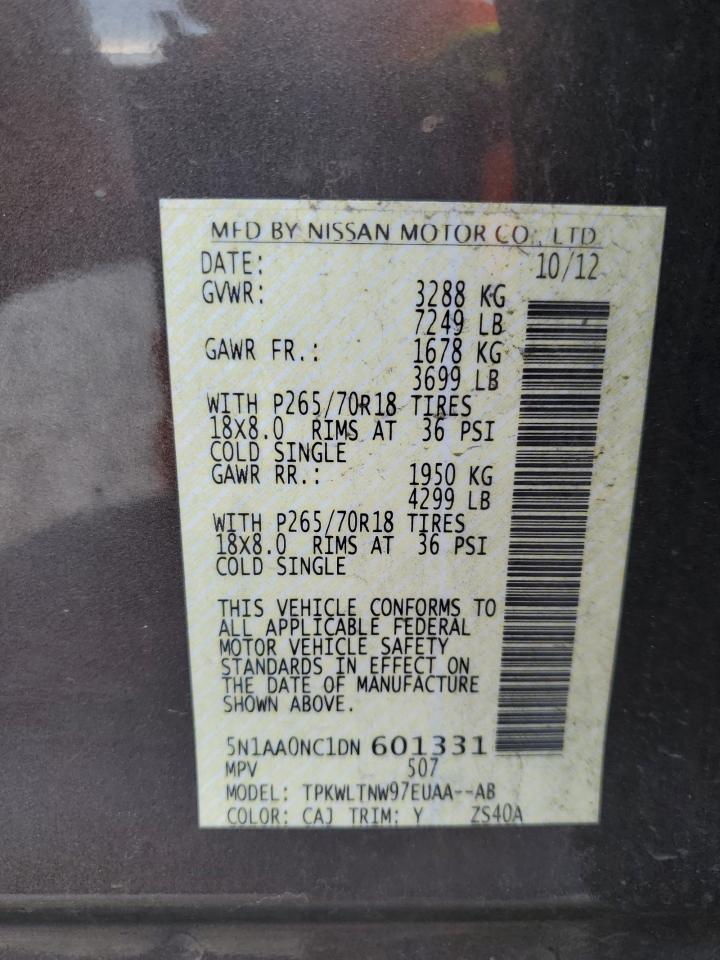 MFD BY NISSAN MOTOR CO., LTD.
DATE: 10/12
GVWR: 3288 KG
7249 LB
GAWR FR.: 1678 KG
3699 LB
WITH P265/70R18 TIRES
18X8.0 RIMS AT 36 PSI
COLD SINGLE
GAWR RR.: 1950 KG
4299 LB
WITH P265/70R18 TIRES
18X8.0 RIMS AT 36 PSI
COLD SINGLE
THIS VEHICLE CONFORMS TO
ALL APPLICABLE FEDERAL
MOTOR VEHICLE SAFETY
STANDARDS IN EFFECT ON
THE DATE OF MANUFACTURE
SHOWN ABOVE.
5N1AA0NC1DN 601331
MPV 507
MODEL: TPKWLTNW97EUAA--AB
COLOR: CAJ TRIM: Y ZS40A